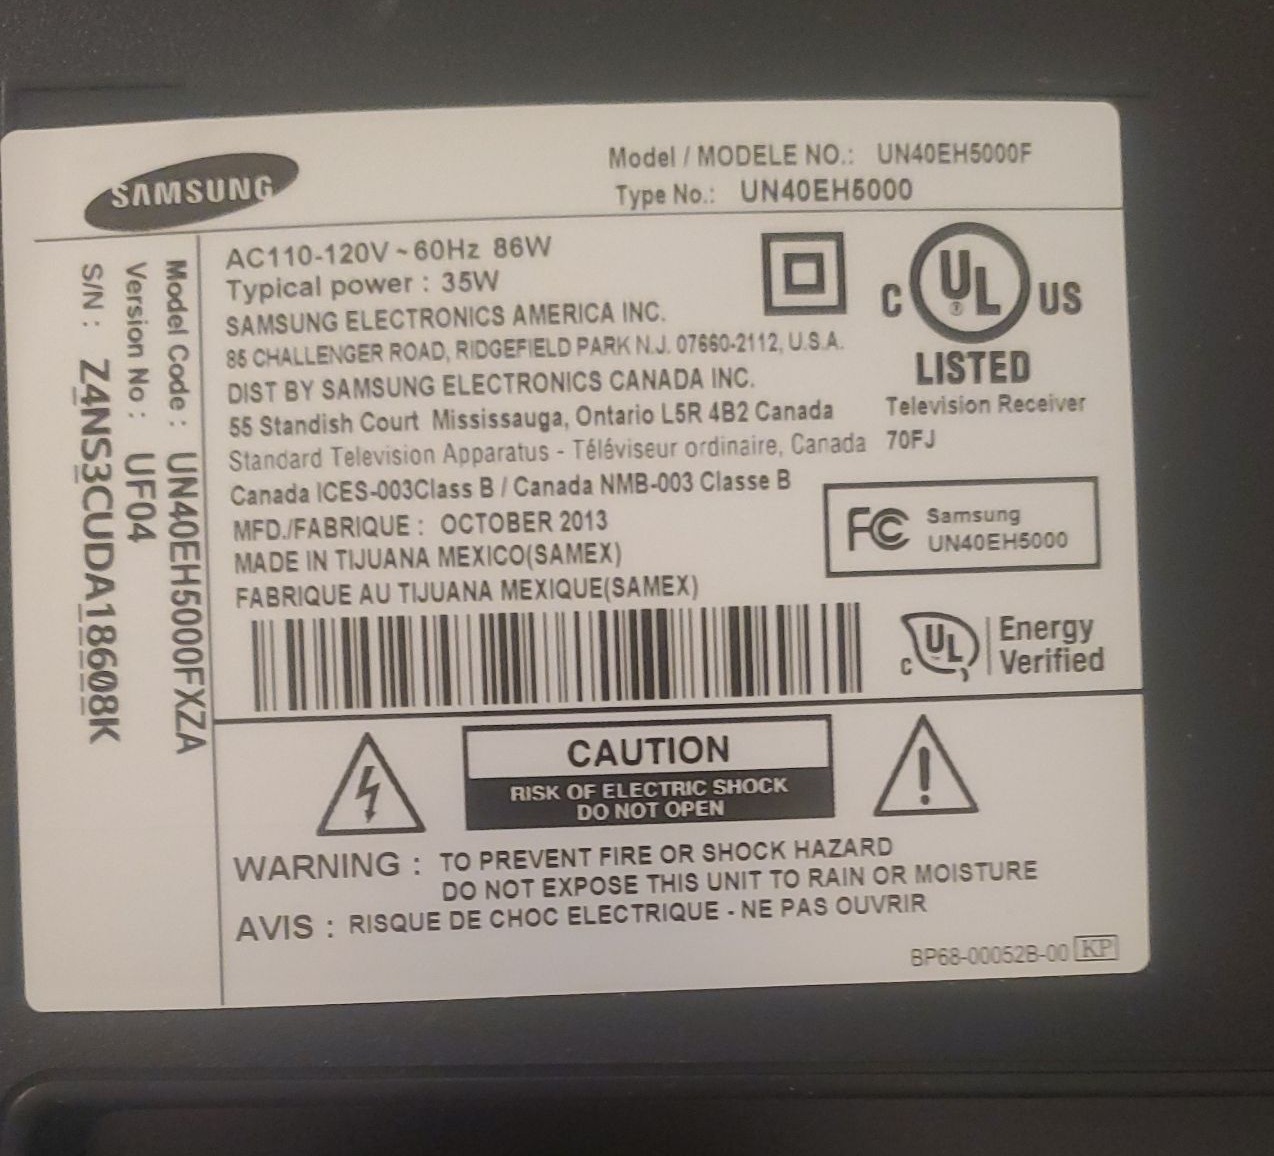 SAMSUNG
Model / MODELE NO.: UN40EH5000F
Type No.: UN40EH5000
AC110-120V ~ 60Hz 86W
Typical power : 35W
SAMSUNG ELECTRONICS AMERICA INC.
85 CHALLENGER ROAD, RIDGEFIELD PARK N.J. 07660-2112, U.S.A.
DIST BY SAMSUNG ELECTRONICS CANADA INC.
55 Standish Court Mississauga, Ontario L5R 4B2 Canada
Standard Television Apparatus - Téléviseur ordinaire, Canada
Canada ICES-003Class B / Canada NMB-003 Classe B
MFD./FABRIQUE : OCTOBER 2013
MADE IN TIJUANA MEXICO(SAMEX)
FABRIQUE AU TIJUANA MEXIQUE(SAMEX)
C UL ® US
LISTED
Television Receiver
70FJ
FC Samsung
UN40EH5000
C UL Energy
Verified
Model Code : UN40EH5000FXZA
Version No : UF04
S/N : Z4NS3CUDA18608K
CAUTION
RISK OF ELECTRIC SHOCK
DO NOT OPEN
WARNING : TO PREVENT FIRE OR SHOCK HAZARD
DO NOT EXPOSE THIS UNIT TO RAIN OR MOISTURE
AVIS : RISQUE DE CHOC ELECTRIQUE - NE PAS OUVRIR
BP68-00052B-00 KP